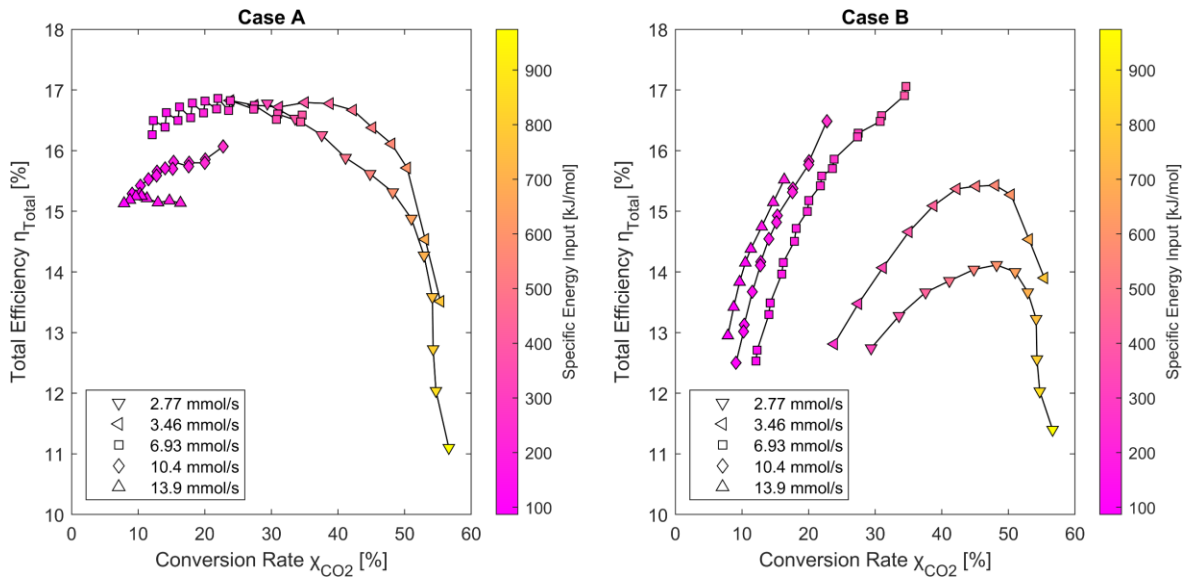 Case A
18
17
16
15
14
13
12
11
10
Total Efficiency η_Total [%]
0 10 20 30 40 50 60
Conversion Rate χ_CO2 [%]
2.77 mmol/s
3.46 mmol/s
6.93 mmol/s
10.4 mmol/s
13.9 mmol/s
900
800
700
600
500
400
300
200
100
Specific Energy Input [kJ/mol]
Case B
18
17
16
15
14
13
12
11
10
Total Efficiency η_Total [%]
0 10 20 30 40 50 60
Conversion Rate χ_CO2 [%]
2.77 mmol/s
3.46 mmol/s
6.93 mmol/s
10.4 mmol/s
13.9 mmol/s
900
800
700
600
500
400
300
200
100
Specific Energy Input [kJ/mol]